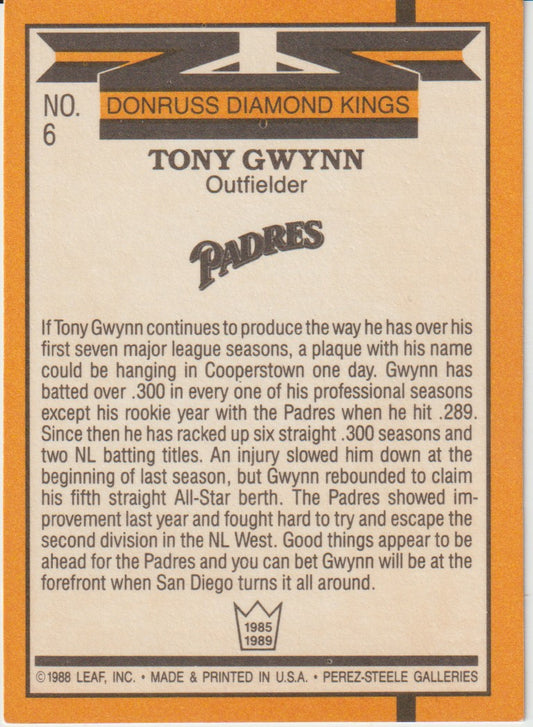 NO.
6
DONRUSS DIAMOND KINGS
TONY GWYNN
Outfielder
PADRES
If Tony Gwynn continues to produce the way he has over his
first seven major league seasons, a plaque with his name
could be hanging in Cooperstown one day. Gwynn has
batted over .300 in every one of his professional seasons
except his rookie year with the Padres when he hit .289.
Since then he has racked up six straight .300 seasons and
two NL batting titles. An injury slowed him down at the
beginning of last season, but Gwynn rebounded to claim
his fifth straight All-Star berth. The Padres showed im-
provement last year and fought hard to try and escape the
second division in the NL West. Good things appear to be
ahead for the Padres and you can bet Gwynn will be at the
forefront when San Diego turns it all around.
1985
1989
©1988 LEAF, INC. • MADE & PRINTED IN U.S.A. • PEREZ-STEELE GALLERIES